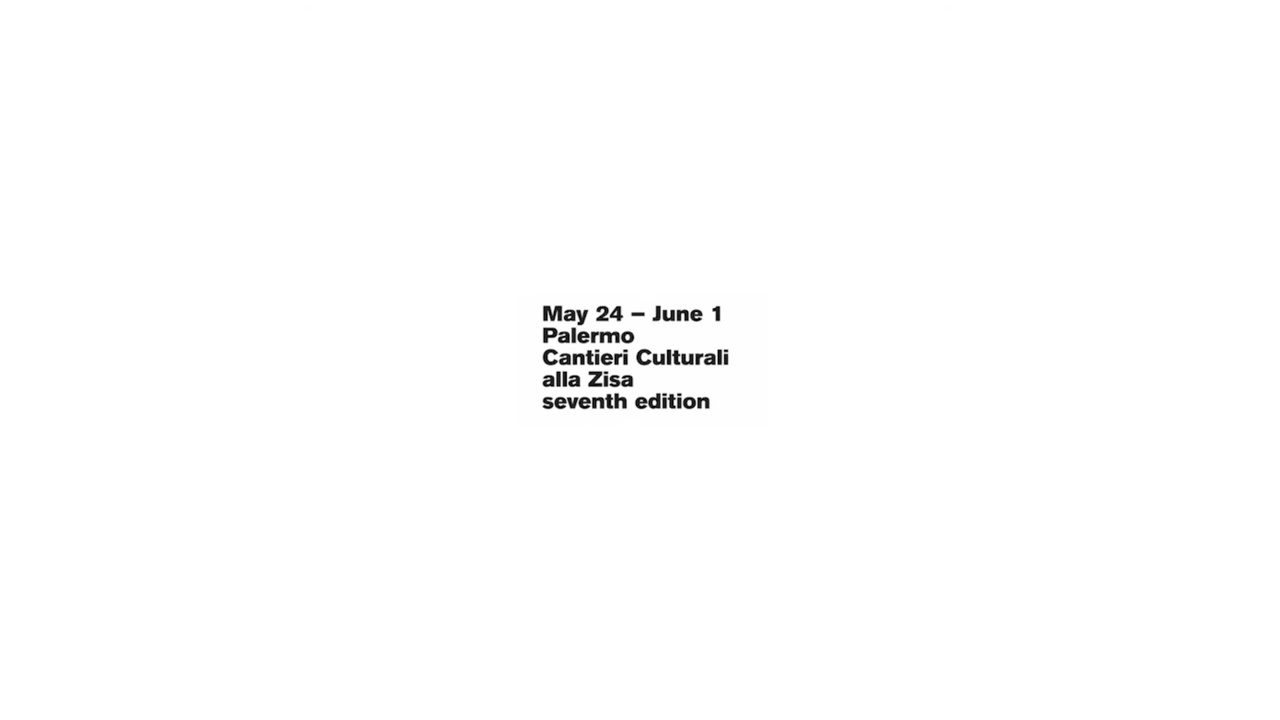 May 24 – June 1
Palermo
Cantieri Culturali
alla Zisa
seventh edition